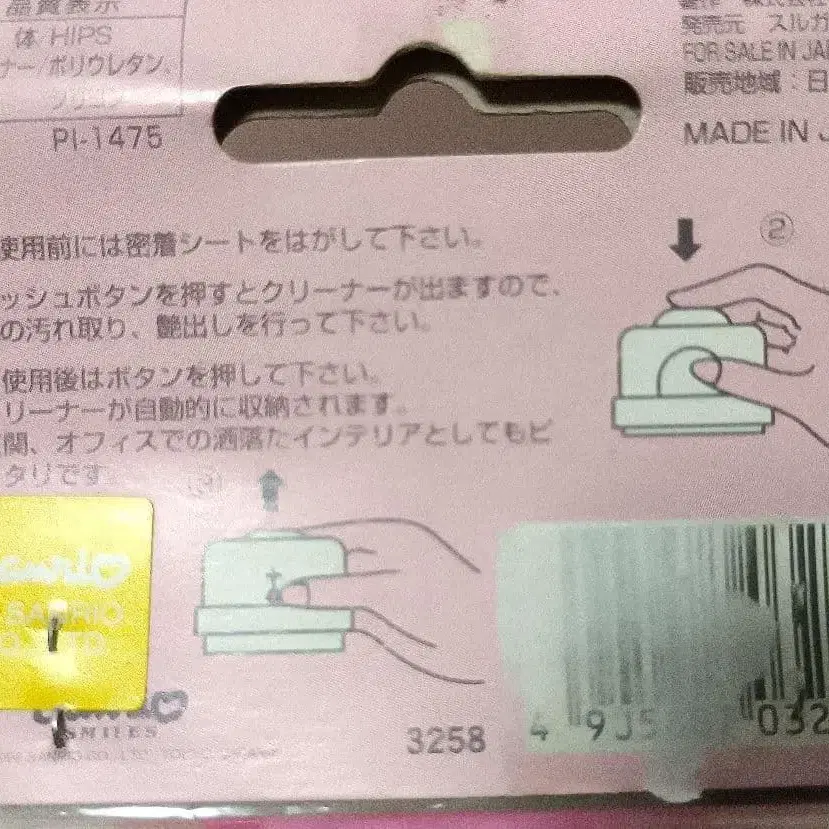 品質表示
体 HIPS
ナー/ポリウレタン、
PI-1475
発売元 スルガ
FOR SALE IN JAP
販売地域：日
MADE IN J
使用前には密着シートをはがして下さい。
ッシュボタンを押すとクリーナーが出ますので、
の汚れ取り、艶出しを行って下さい。
使用後はボタンを押して下さい。
リーナーが自動的に収納されます。
関、オフィスでの洒落たインテリアとしてもピ
タリです
②
SANRIO
SMILES
3258
4 9
032